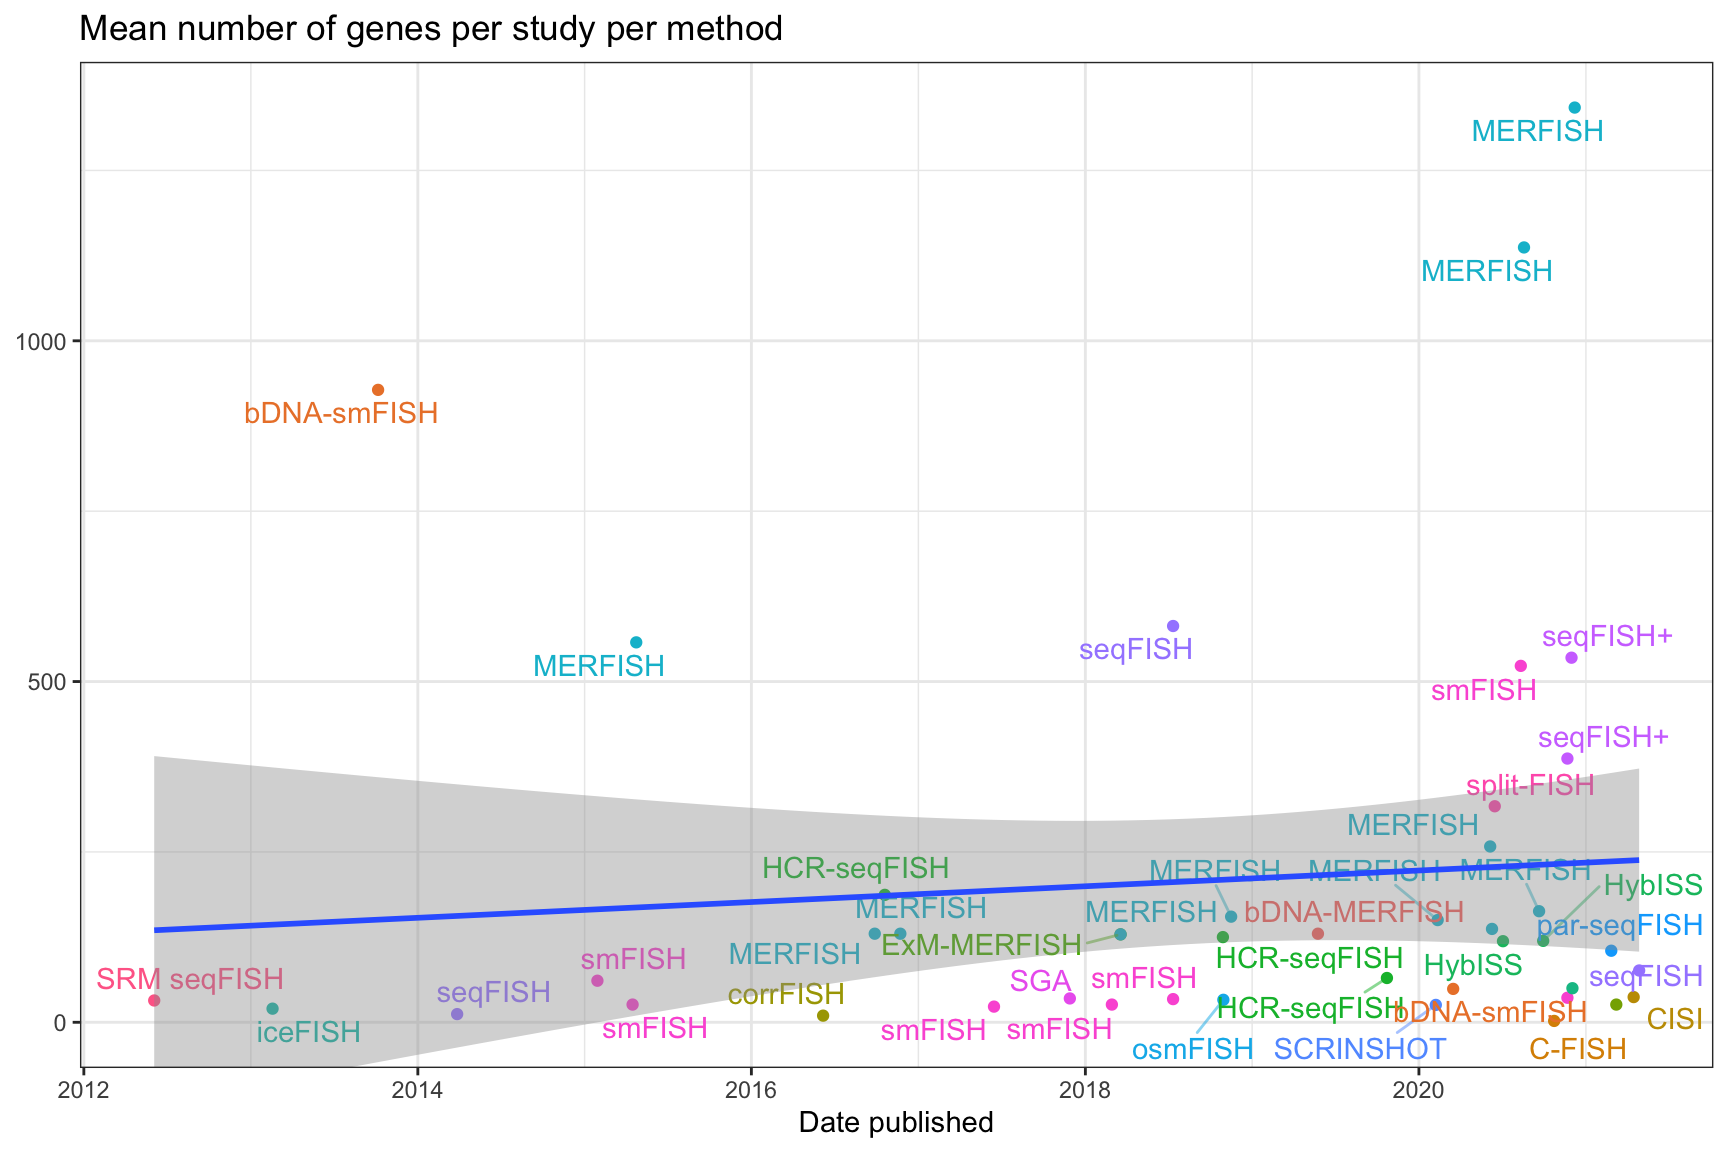 Mean number of genes per study per method
MERFISH
MERFISH
1000
bDNA-smFISH
seqFISH+
seqFISH
MERFISH
500
smFISH
seqFISH+
split-FISH
MERFISH
HCR-seqFISH
MERFISH
MERFISH
MERFISH
HybISS
MERFISH
MERFISH
bDNA-MERFISH
par-seqFISH
ExM-MERFISH
MERFISH
smFISH
HCR-seqFISH
HybISS
SRM seqFISH
SGA
smFISH
seqFISH
seqFISH
corrFISH
HCR-seqFISH
bDNA-smFISH
0
CISI
iceFISH
smFISH
smFISH
smFISH
osmFISH
SCRINSHOT
C-FISH
2012
2014
2016
2018
2020
Date published